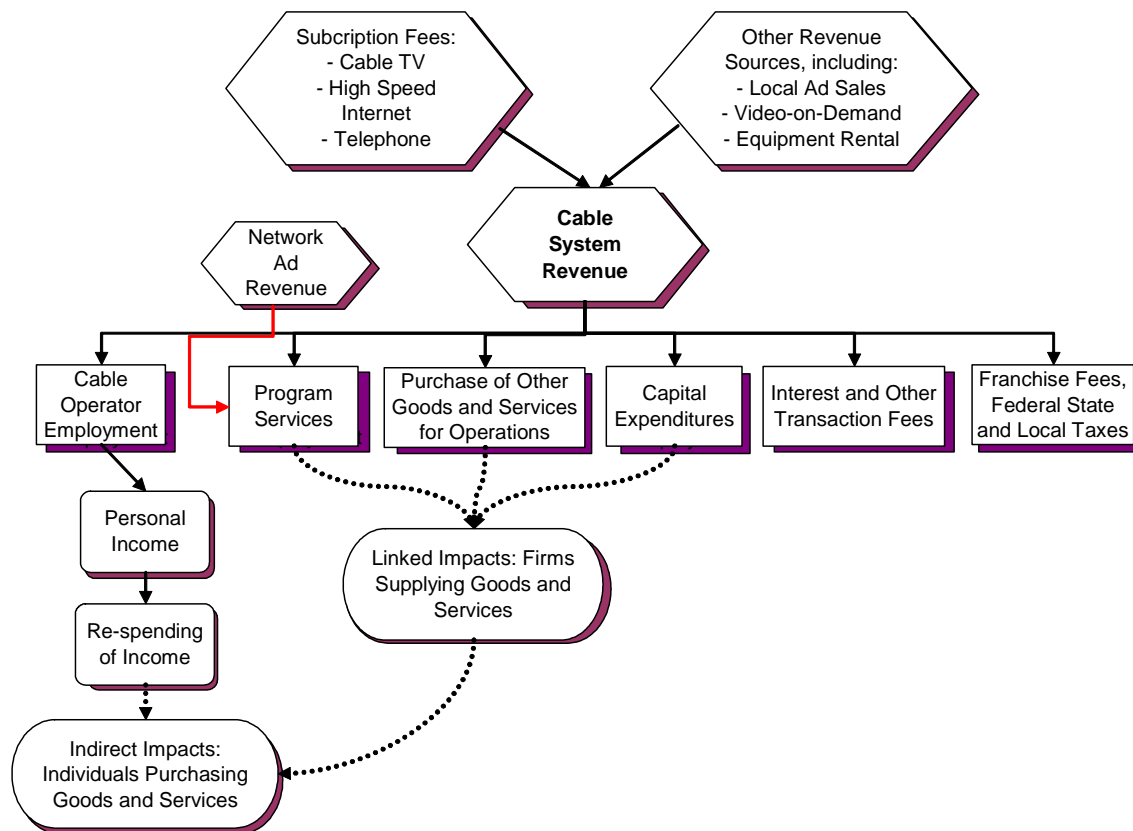 Subcription Fees:
- Cable TV
- High Speed
Internet
- Telephone
Other Revenue
Sources, including:
- Local Ad Sales
- Video-on-Demand
- Equipment Rental
Cable
System
Revenue
Network
Ad
Revenue
Cable
Operator
Employment
Program
Services
Purchase of Other
Goods and Services
for Operations
Capital
Expenditures
Interest and Other
Transaction Fees
Franchise Fees,
Federal State
and Local Taxes
Personal
Income
Linked Impacts: Firms
Supplying Goods and
Services
Re-spending
of Income
Indirect Impacts:
Individuals Purchasing
Goods and Services